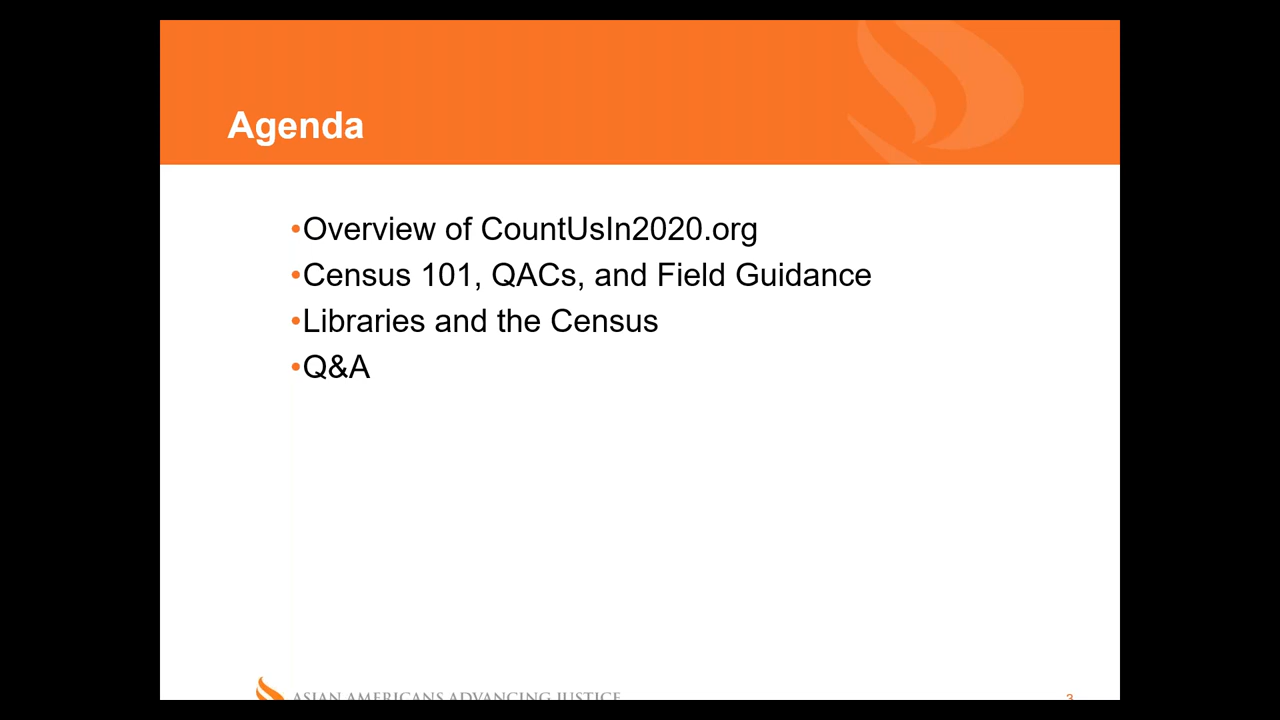 Agenda
•Overview of CountUsIn2020.org
•Census 101, QACs, and Field Guidance
•Libraries and the Census
•Q&A
ASIAN AMERICANS ADVANCING JUSTICE
3